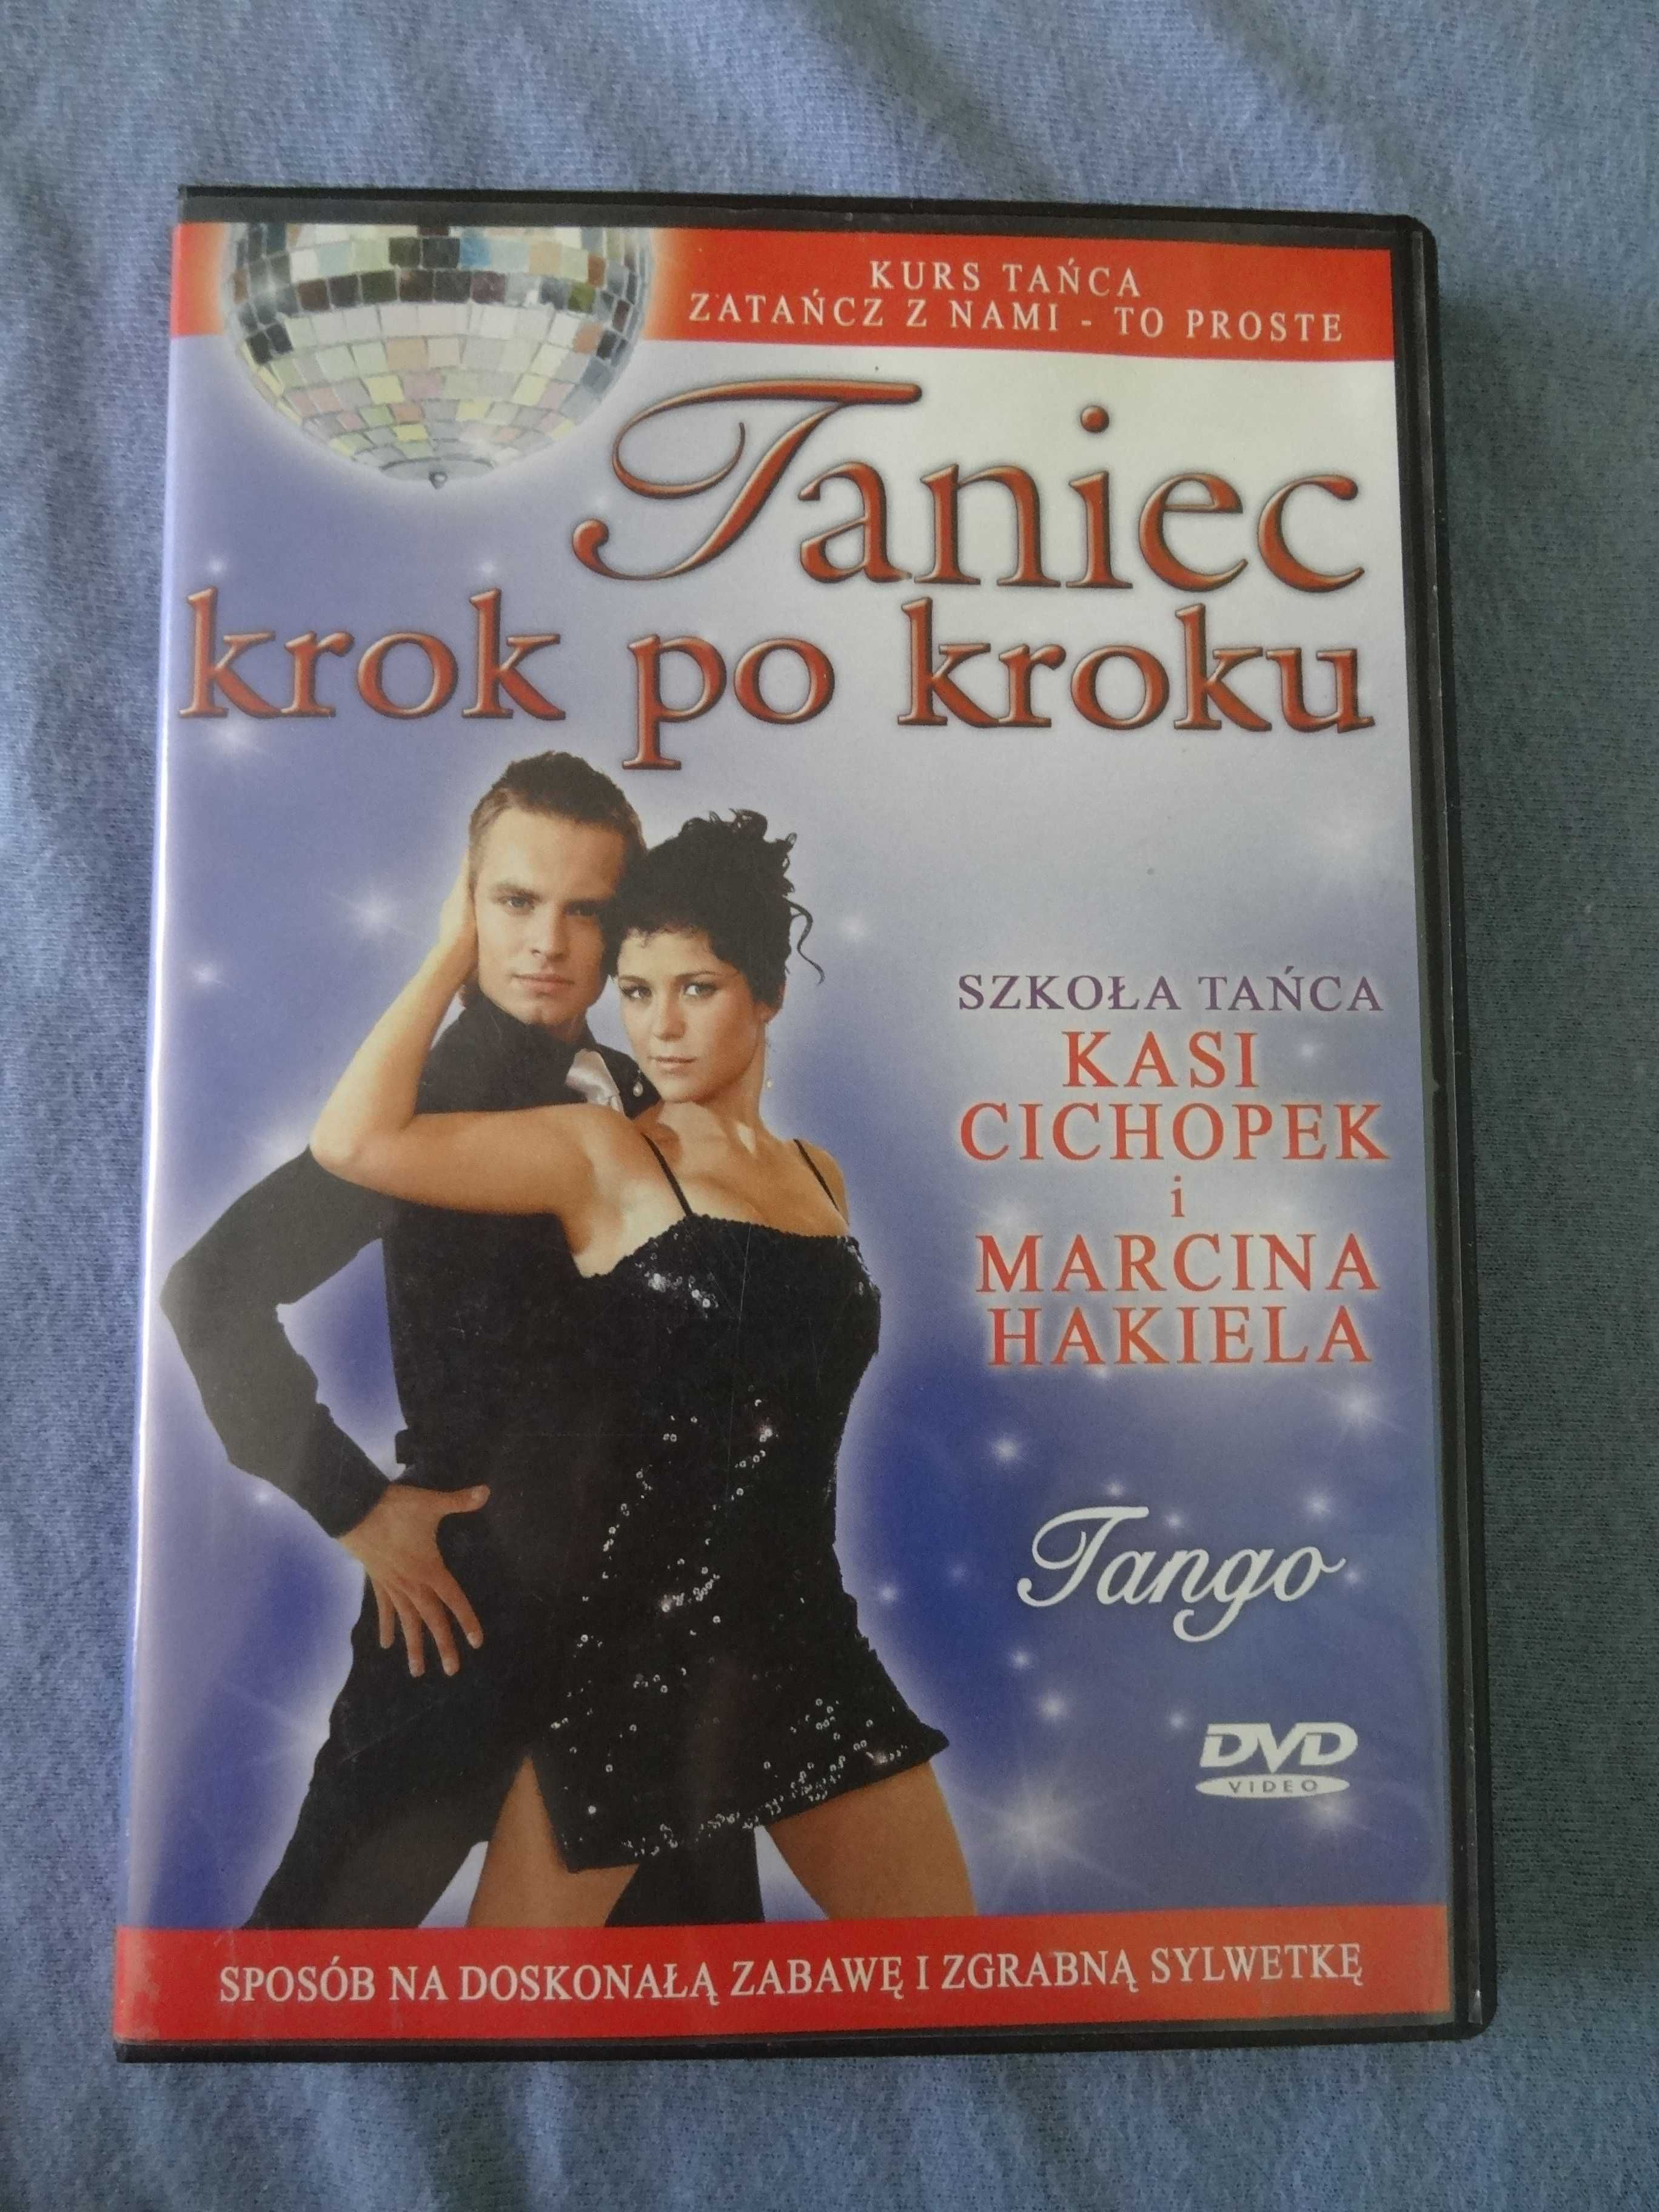 KURS TAŃCA
ZATAŃCZ Z NAMI - TO PROSTE
Taniec
krok po kroku
SZKOŁA TAŃCA
KASI
CICHOPEK
i
MARCINA
HAKIELA
Tango
DVD
VIDEO
SPOSÓB NA DOSKONAŁĄ ZABAWĘ I ZGRABNĄ SYLWETKĘ